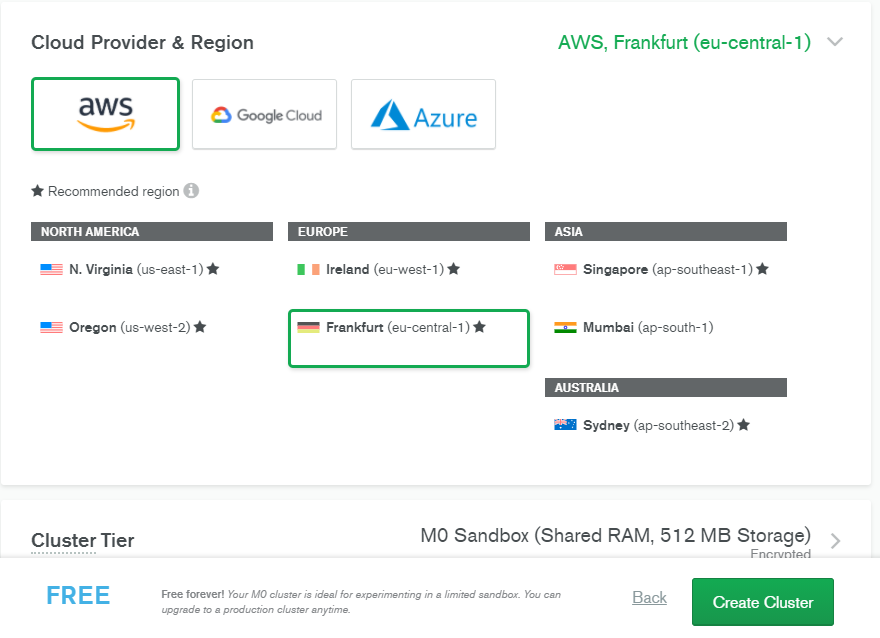 Cloud Provider & Region
AWS, Frankfurt (eu-central-1)
aws
Google Cloud
Azure
★ Recommended region i
NORTH AMERICA
N. Virginia (us-east-1) ★
Oregon (us-west-2) ★
EUROPE
Ireland (eu-west-1) ★
Frankfurt (eu-central-1) ★
ASIA
Singapore (ap-southeast-1) ★
Mumbai (ap-south-1)
AUSTRALIA
Sydney (ap-southeast-2) ★
Cluster Tier
M0 Sandbox (Shared RAM, 512 MB Storage)
Encrypted
FREE
Free forever! Your M0 cluster is ideal for experimenting in a limited sandbox. You can
upgrade to a production cluster anytime.
Back
Create Cluster